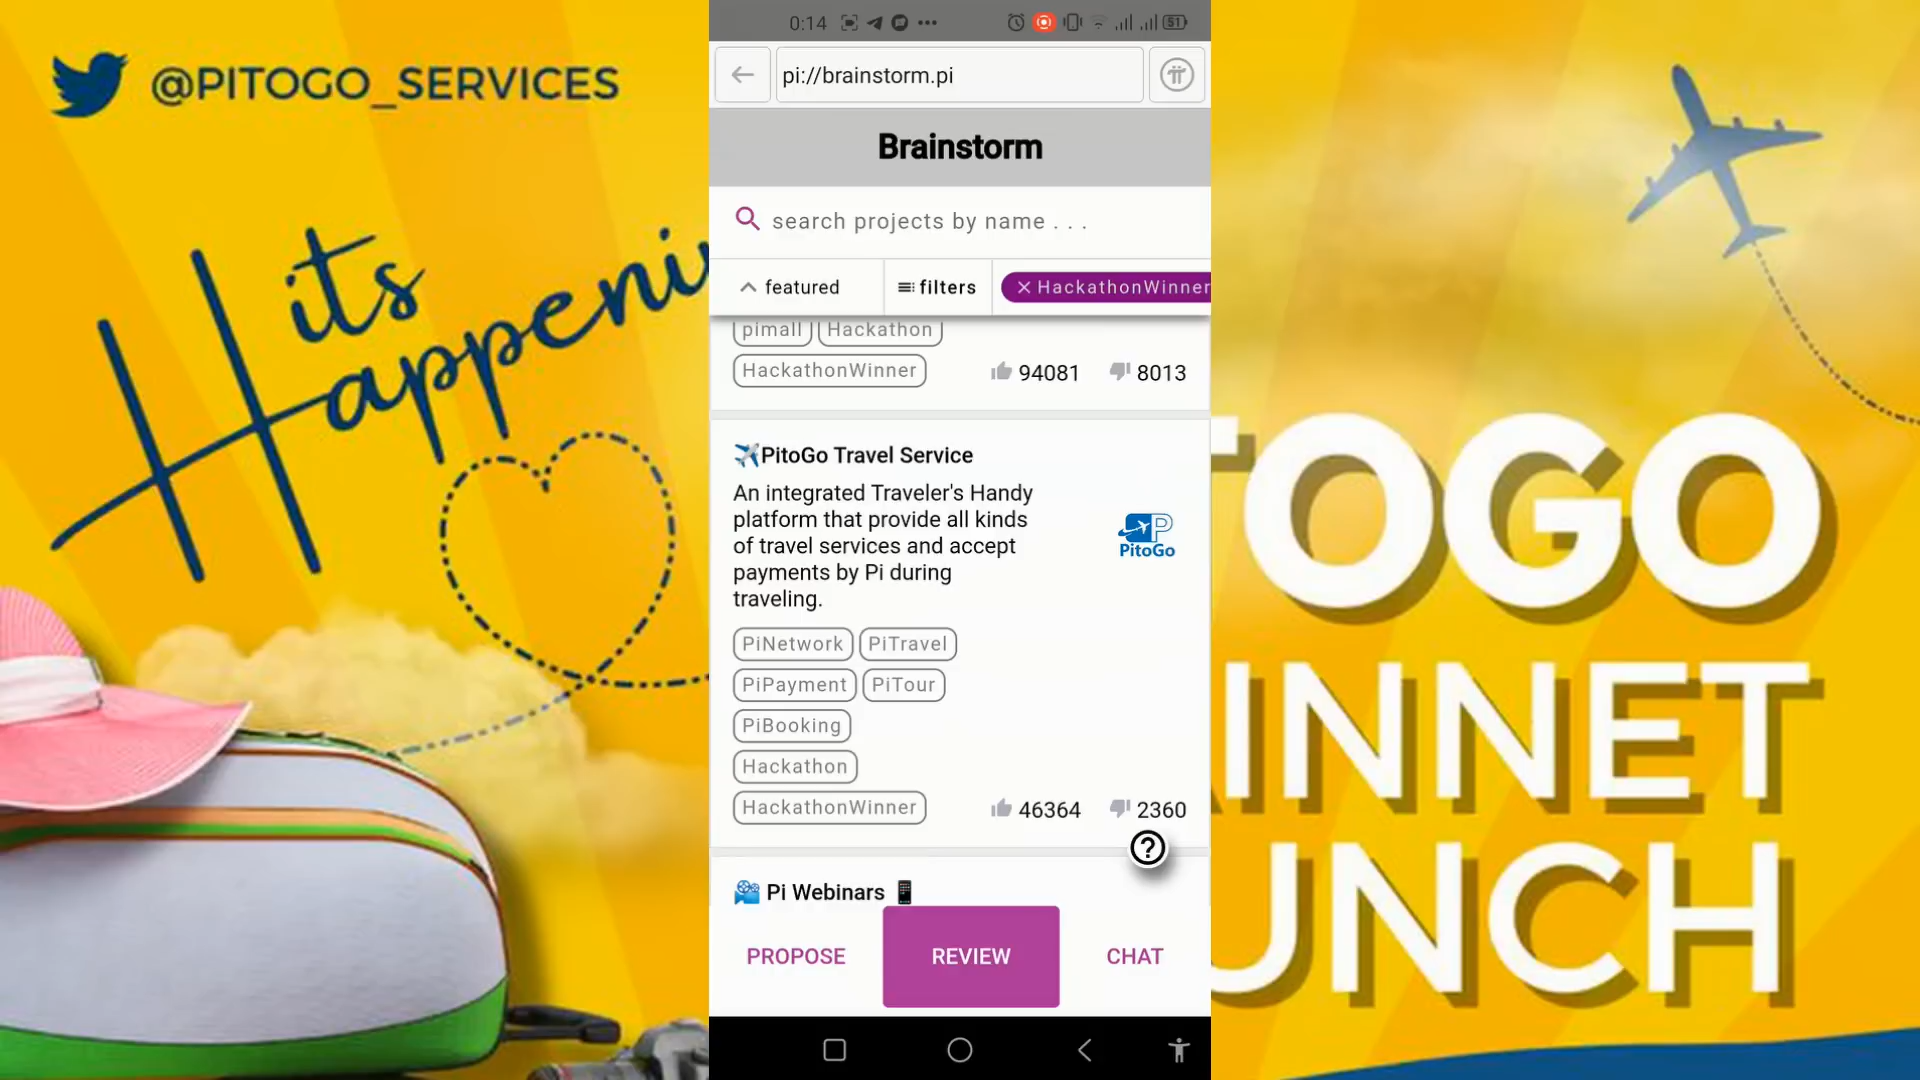 @PITOGO_SERVICES
its
Happeni
0:14
51
pi://brainstorm.pi
Brainstorm
search projects by name . . .
featured
filters
HackathonWinner
pimall
Hackathon
HackathonWinner
94081
8013
PitoGo Travel Service
An integrated Traveler's Handy
platform that provide all kinds
of travel services and accept
payments by Pi during
traveling.
P
PitoGo
PiNetwork
PiTravel
PiPayment
PiTour
PiBooking
Hackathon
HackathonWinner
46364
2360
?
Pi Webinars
PROPOSE
REVIEW
CHAT
TOGO
INNET
UNCH